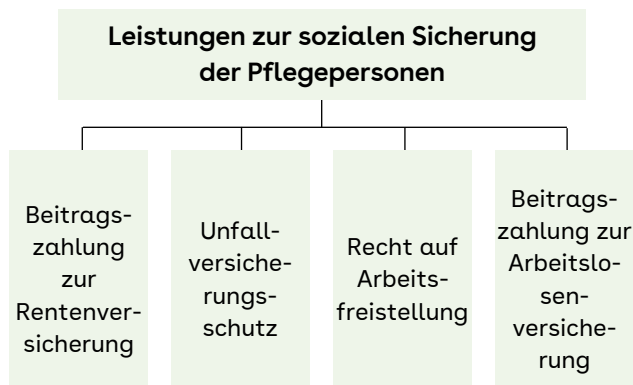 Leistungen zur sozialen Sicherung
der Pflegepersonen
Beitrags-
zahlung
zur
Rentenver-
sicherung
Unfall-
versiche-
rungs-
schutz
Recht auf
Arbeits-
freistellung
Beitrags-
zahlung zur
Arbeitslo-
sen-
versiche-
rung